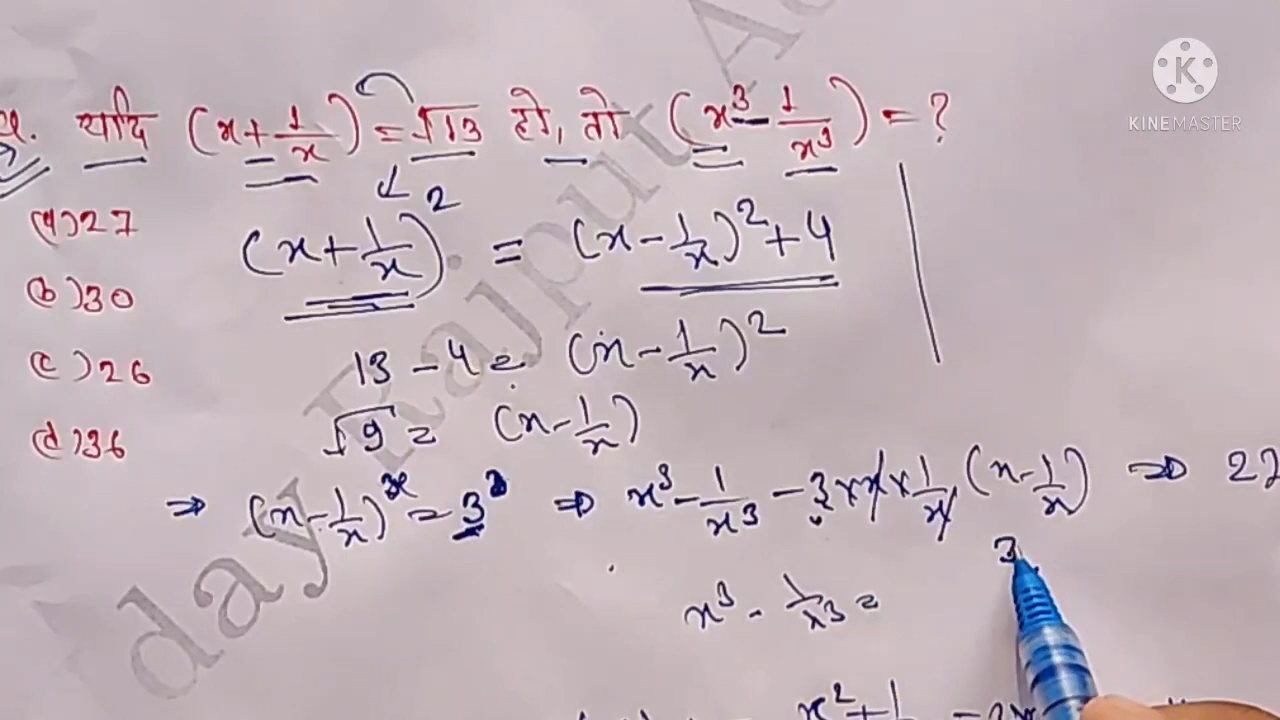 यदि (x+1/x) = √13 हो, तो (x³-1/x³) = ?
(a) 27
(b) 30
(c) 26
(d) 36
(x+1/x)² = (x-1/x)²+4
13-4 = (x-1/x)²
√9 = (x-1/x)
⇒ (x-1/x)³ = 3³ ⇒ x³-1/x³-3×x×1/x(x-1/x) ⇒ 27
3
x³-1/x³=
KINEMASTER